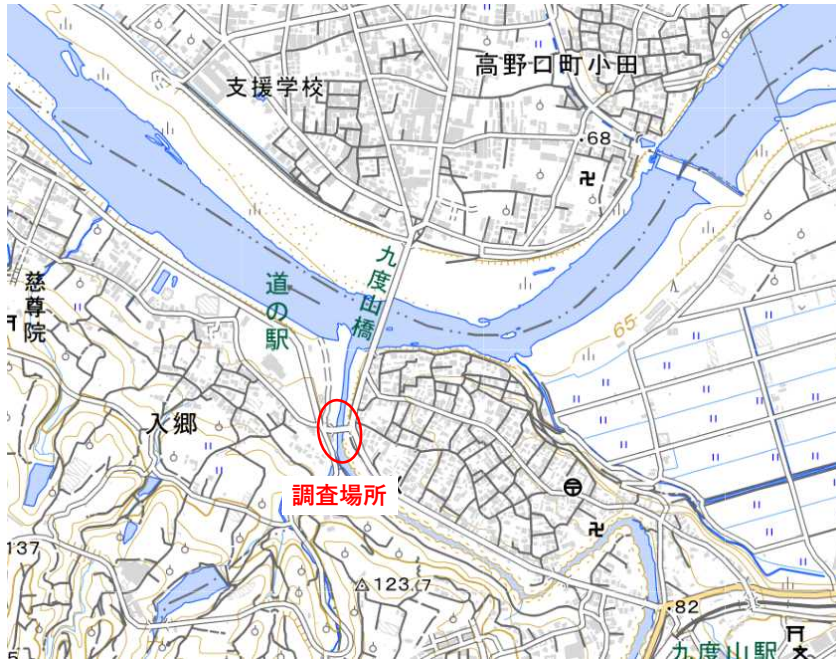 支援学校
高野口町小田
・68
九度山橋
道の駅
慈尊院
65
入郷
調査場所
137
123.7
・82
九度山駅